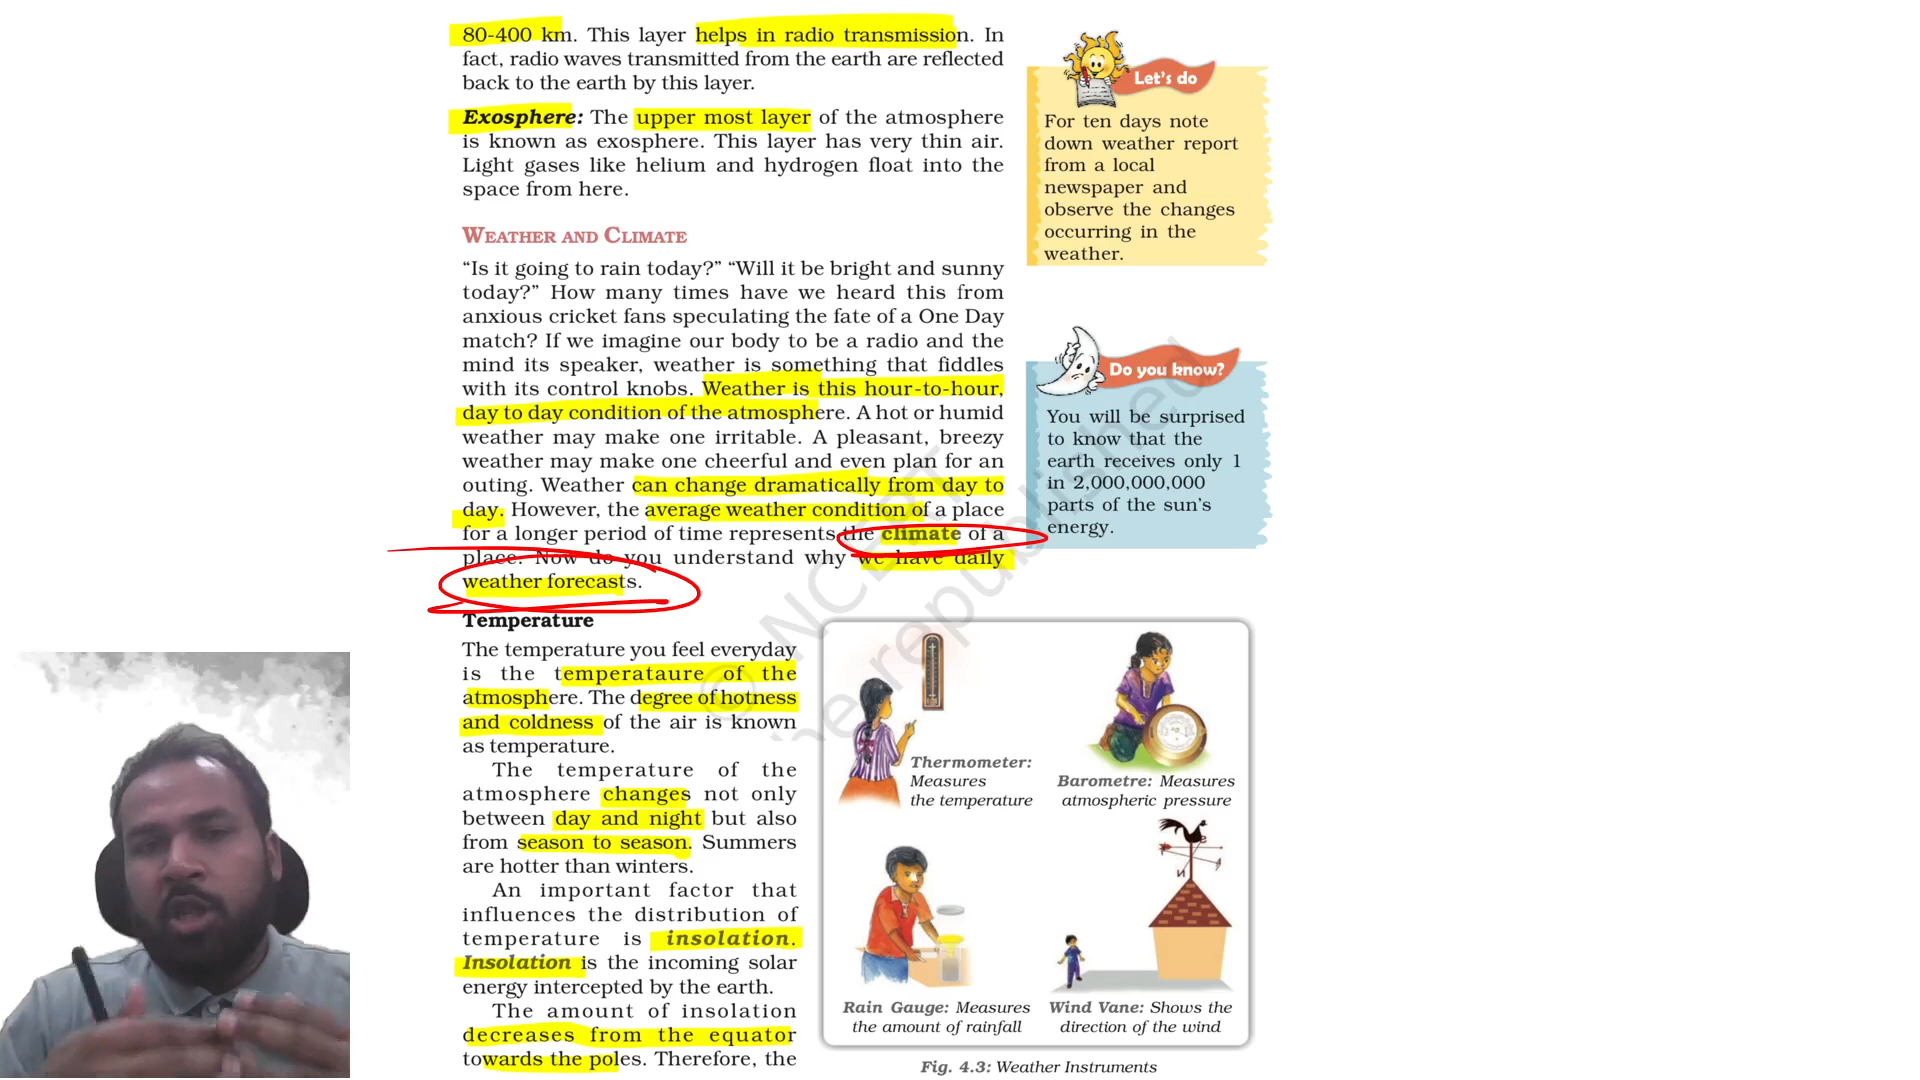 80-400 km. This layer helps in radio transmission. In
fact, radio waves transmitted from the earth are reflected
back to the earth by this layer.
Exosphere: The upper most layer of the atmosphere
is known as exosphere. This layer has very thin air.
Light gases like helium and hydrogen float into the
space from here.
WEATHER AND CLIMATE
“Is it going to rain today?” “Will it be bright and sunny
today?” How many times have we heard this from
anxious cricket fans speculating the fate of a One Day
match? If we imagine our body to be a radio and the
mind its speaker, weather is something that fiddles
with its control knobs. Weather is this hour-to-hour,
day to day condition of the atmosphere. A hot or humid
weather may make one irritable. A pleasant, breezy
weather may make one cheerful and even plan for an
outing. Weather can change dramatically from day to
day. However, the average weather condition of a place
for a longer period of time represents the climate of a
place. Now do you understand why we have daily
weather forecasts.
Temperature
The temperature you feel everyday
is the temperataure of the
atmosphere. The degree of hotness
and coldness of the air is known
as temperature.
The temperature of the
atmosphere changes not only
between day and night but also
from season to season. Summers
are hotter than winters.
An important factor that
influences the distribution of
temperature is insolation.
Insolation is the incoming solar
energy intercepted by the earth.
The amount of insolation
decreases from the equator
towards the poles. Therefore, the
Let's do
For ten days note
down weather report
from a local
newspaper and
observe the changes
occurring in the
weather.
Do you know?
You will be surprised
to know that the
earth receives only 1
in 2,000,000,000
parts of the sun's
energy.
Thermometer:
Measures
the temperature
Barometre: Measures
atmospheric pressure
Rain Gauge: Measures
the amount of rainfall
Wind Vane: Shows the
direction of the wind
Fig. 4.3: Weather Instruments
© NCERT
be republished